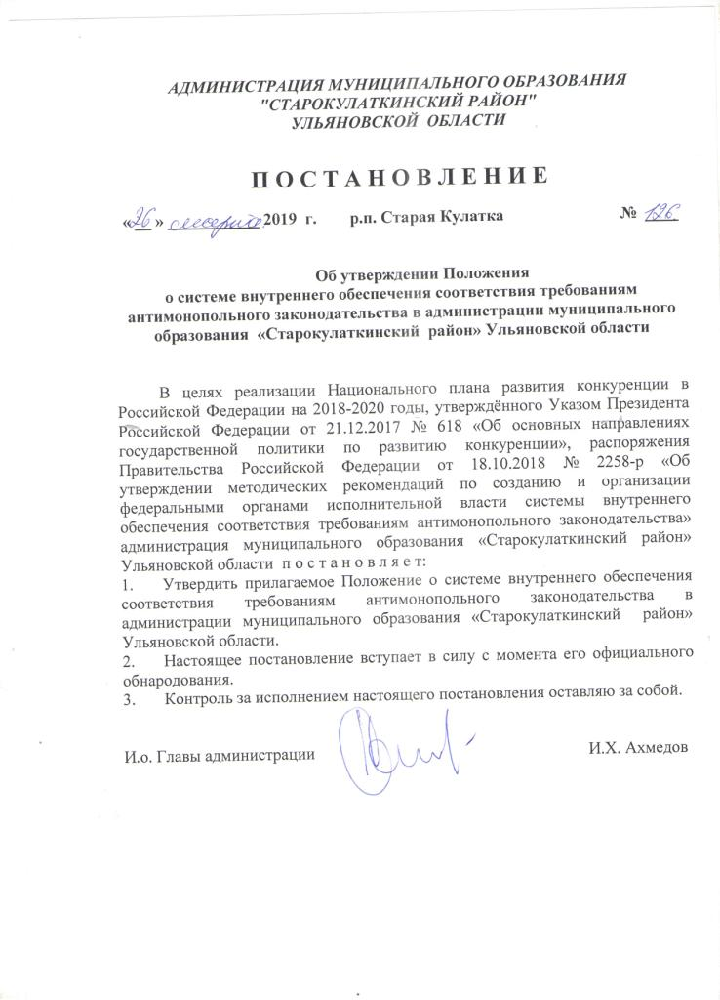 АДМИНИСТРАЦИЯ МУНИЦИПАЛЬНОГО ОБРАЗОВАНИЯ
"СТАРОКУЛАТКИНСКИЙ РАЙОН"
УЛЬЯНОВСКОЙ ОБЛАСТИ
П О С Т А Н О В Л Е Н И Е
«26» 2019 г. р.п. Старая Кулатка № 126
Об утверждении Положения
о системе внутреннего обеспечения соответствия требованиям
антимонопольного законодательства в администрации муниципального
образования «Старокулаткинский район» Ульяновской области
В целях реализации Национального плана развития конкуренции в
Российской Федерации на 2018-2020 годы, утверждённого Указом Президента
Российской Федерации от 21.12.2017 № 618 «Об основных направлениях
государственной политики по развитию конкуренции», распоряжения
Правительства Российской Федерации от 18.10.2018 № 2258-р «Об
утверждении методических рекомендаций по созданию и организации
федеральными органами исполнительной власти системы внутреннего
обеспечения соответствия требованиям антимонопольного законодательства»
администрация муниципального образования «Старокулаткинский район»
Ульяновской области п о с т а н о в л я е т:
1. Утвердить прилагаемое Положение о системе внутреннего обеспечения
соответствия требованиям антимонопольного законодательства в
администрации муниципального образования «Старокулаткинский район»
Ульяновской области.
2. Настоящее постановление вступает в силу с момента его официального
обнародования.
3. Контроль за исполнением настоящего постановления оставляю за собой.
И.о. Главы администрации И.Х. Ахмедов